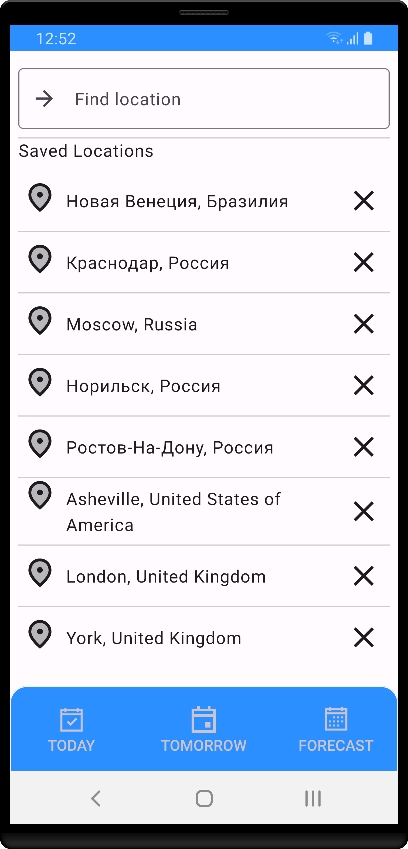 12:52
Find location
Saved Locations
Новая Венеция, Бразилия
Краснодар, Россия
Moscow, Russia
Норильск, Россия
Ростов-На-Дону, Россия
Asheville, United States of
America
London, United Kingdom
York, United Kingdom
TODAY TOMORROW FORECAST